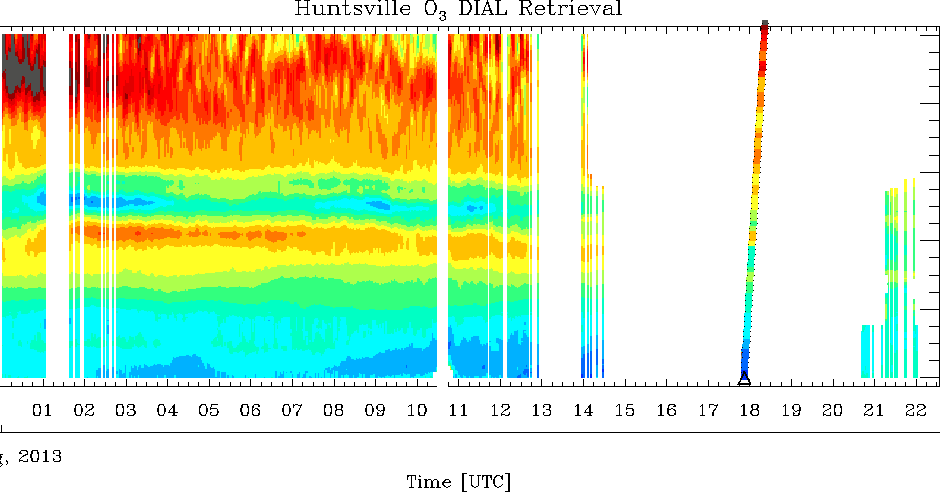 Huntsville O3 DIAL Retrieval
01 02 03 04 05 06 07 08 09 10 11 12 13 14 15 16 17 18 19 20 21 22
, 2013
Time [UTC]